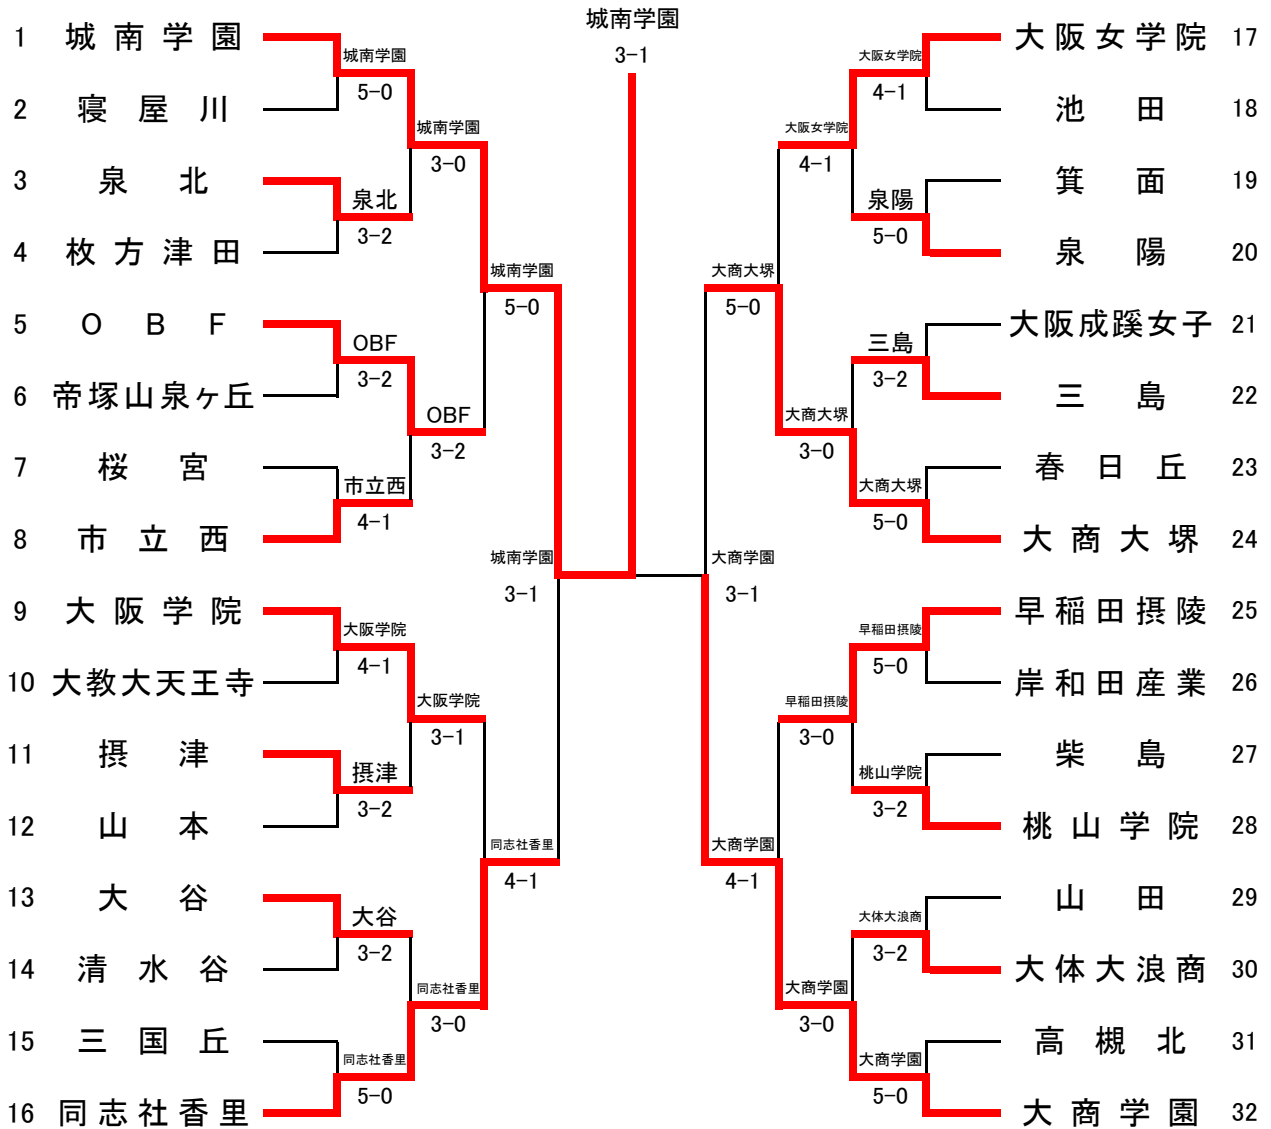 城南学園
3-1
1 城南学園
2 寝屋川
3 泉北
4 枚方津田
5 OBF
6 帝塚山泉ヶ丘
7 桜宮
8 市立西
9 大阪学院
10 大教大天王寺
11 摂津
12 山本
13 大谷
14 清水谷
15 三国丘
16 同志社香里
城南学園
5-0
泉北
3-2
OBF
3-2
市立西
4-1
大阪学院
4-1
摂津
3-2
大谷
3-2
同志社香里
5-0
城南学園
3-0
OBF
3-2
大阪学院
3-1
同志社香里
3-0
城南学園
5-0
同志社香里
4-1
城南学園
3-1
大商学園
3-1
大商大堺
5-0
大商学園
4-1
大阪女学院
4-1
大商大堺
3-0
早稲田摂陵
3-0
大商学園
3-0
大阪女学院
4-1
泉陽
5-0
三島
3-2
大商大堺
5-0
早稲田摂陵
5-0
桃山学院
3-2
大体大浪商
3-2
大商学園
5-0
大阪女学院 17
池田 18
箕面 19
泉陽 20
大阪成蹊女子 21
三島 22
春日丘 23
大商大堺 24
早稲田摂陵 25
岸和田産業 26
柴島 27
桃山学院 28
山田 29
大体大浪商 30
高槻北 31
大商学園 32